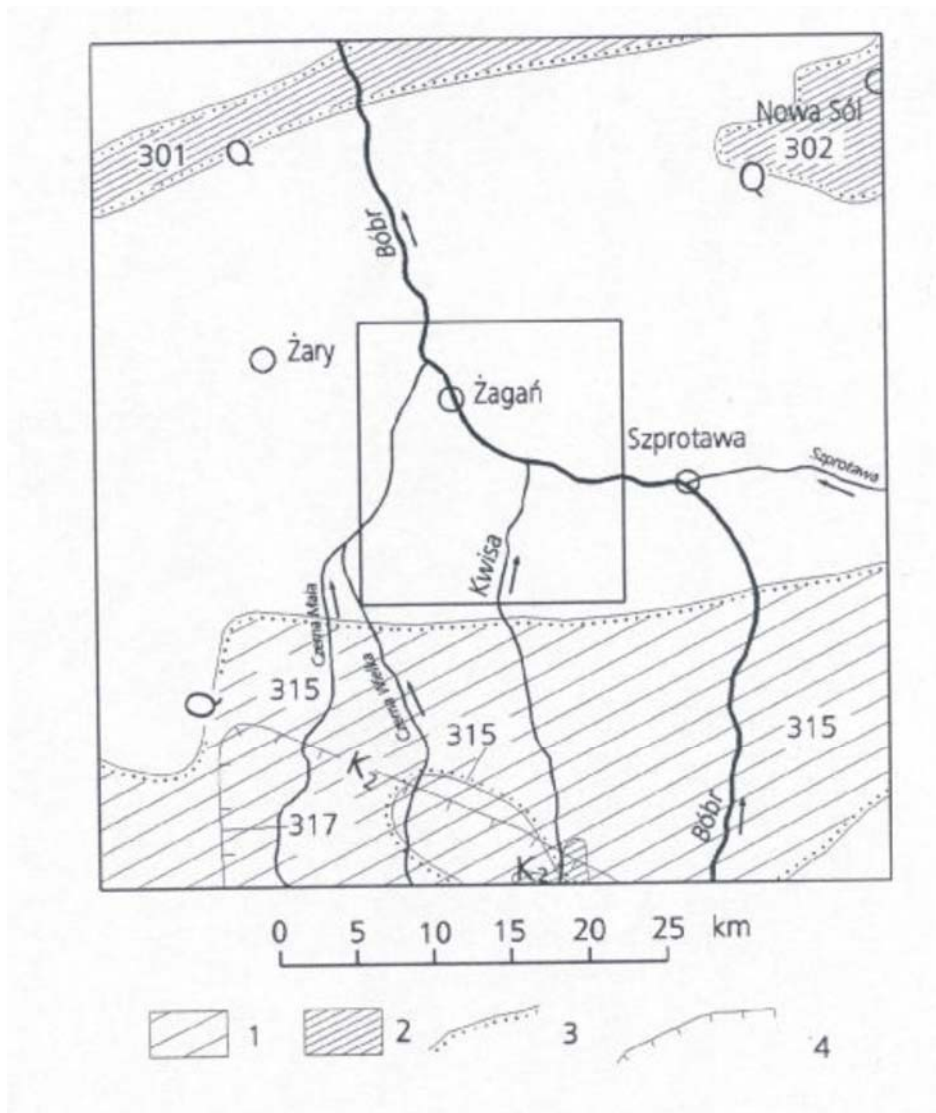 Nowa Sól
301
Q
302
Q
Bóbr
Żary
Żagań
Szprotawa
Szprotawa
Kwisa
Czerna Mała
Czerna Wielka
315
Q
315
315
K2
317
Bóbr
K2
0 5 10 15 20 25 km
1 2 3 4